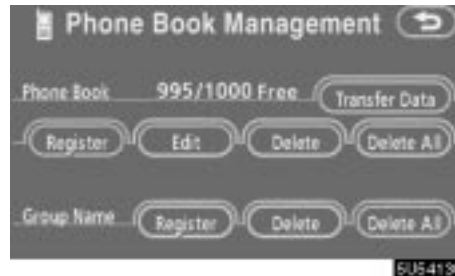 Phone Book Management
Phone Book 995/1000 Free Transfer Data
Register Edit Delete Delete All
Group Name Register Delete Delete All
5U5413